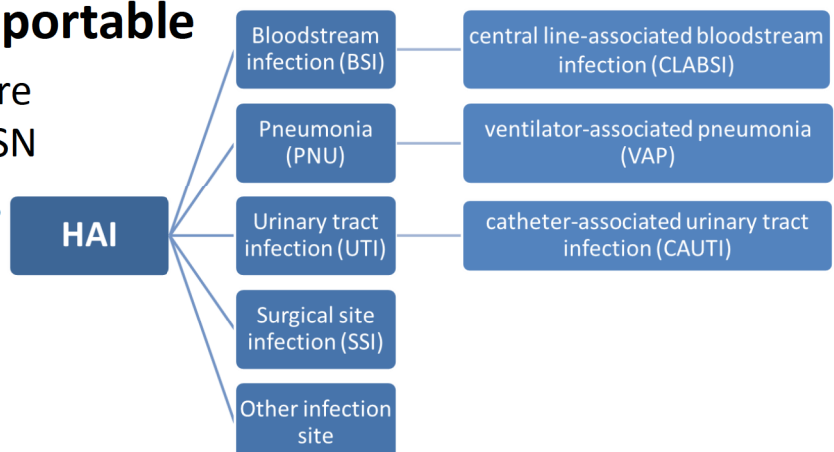 portable
re
SN
HAI
Bloodstream
infection (BSI)
central line-associated bloodstream
infection (CLABSI)
Pneumonia
(PNU)
ventilator-associated pneumonia
(VAP)
Urinary tract
infection (UTI)
catheter-associated urinary tract
infection (CAUTI)
Surgical site
infection (SSI)
Other infection
site